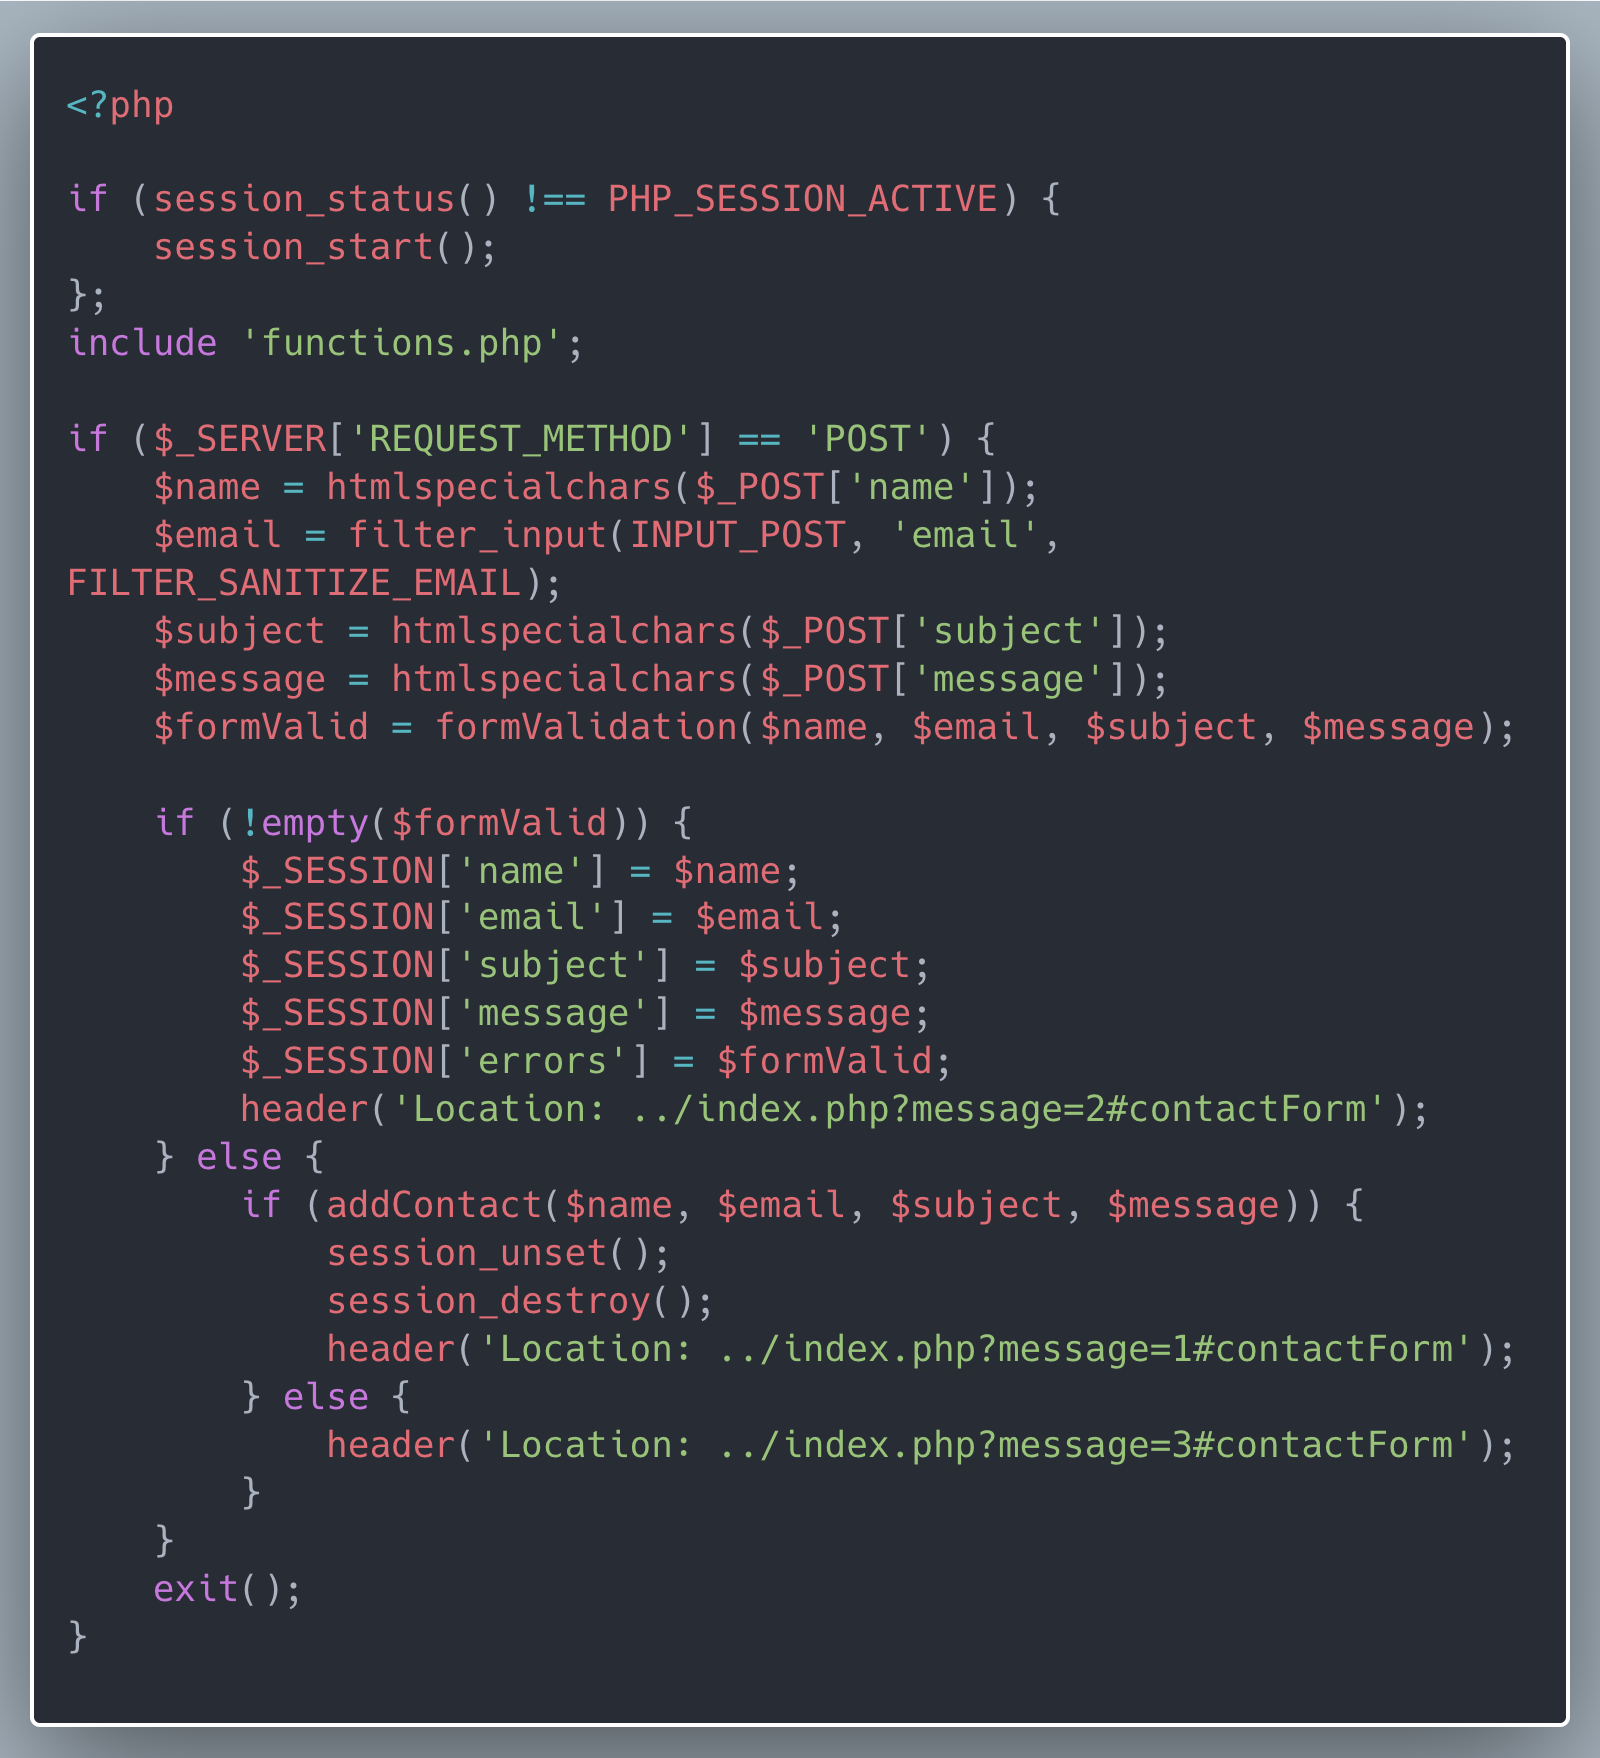 <?php

if (session_status() !== PHP_SESSION_ACTIVE) {
    session_start();
};
include 'functions.php';

if ($_SERVER['REQUEST_METHOD'] == 'POST') {
    $name = htmlspecialchars($_POST['name']);
    $email = filter_input(INPUT_POST, 'email',
FILTER_SANITIZE_EMAIL);
    $subject = htmlspecialchars($_POST['subject']);
    $message = htmlspecialchars($_POST['message']);
    $formValid = formValidation($name, $email, $subject, $message);

    if (!empty($formValid)) {
        $_SESSION['name'] = $name;
        $_SESSION['email'] = $email;
        $_SESSION['subject'] = $subject;
        $_SESSION['message'] = $message;
        $_SESSION['errors'] = $formValid;
        header('Location: ../index.php?message=2#contactForm');
    } else {
        if (addContact($name, $email, $subject, $message)) {
            session_unset();
            session_destroy();
            header('Location: ../index.php?message=1#contactForm');
        } else {
            header('Location: ../index.php?message=3#contactForm');
        }
    }
    exit();
}